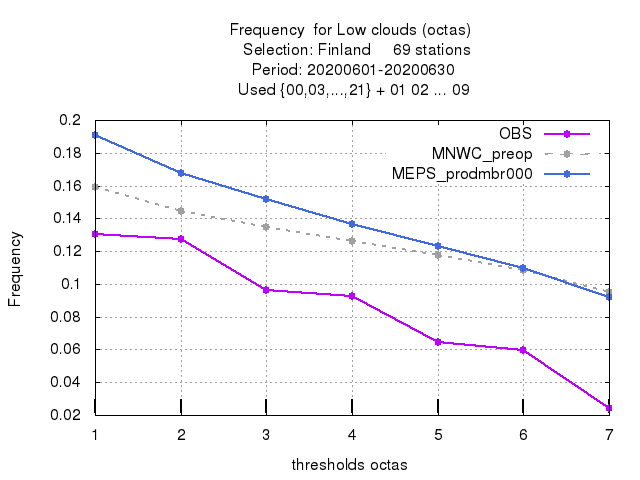 Frequency  for Low clouds (octas)
Selection: Finland     69 stations
Period: 20200601-20200630
Used {00,03,...,21} + 01 02 ... 09
OBS
MNWC_preop
MEPS_prodmbr000
Frequency
0.2
0.18
0.16
0.14
0.12
0.1
0.08
0.06
0.04
0.02
1 2 3 4 5 6 7
thresholds octas